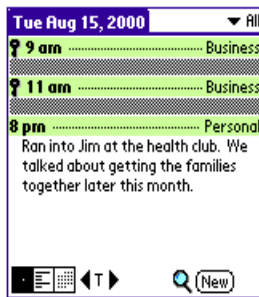 Tue Aug 15, 2000 All
9 am Business
11 am Business
8 pm Personal
Ran into Jim at the health club. We
talked about getting the families
together later this month.
T New